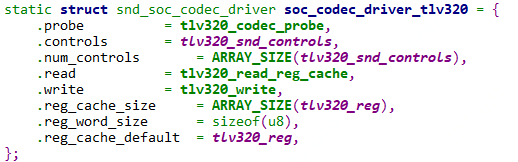 static struct snd_soc_codec_driver soc_codec_driver_tlv320 = {
.probe = tlv320_codec_probe,
.controls = tlv320_snd_controls,
.num_controls = ARRAY_SIZE(tlv320_snd_controls),
.read = tlv320_read_reg_cache,
.write = tlv320_write,
.reg_cache_size = ARRAY_SIZE(tlv320_reg),
.reg_word_size = sizeof(u8),
.reg_cache_default = tlv320_reg,
};